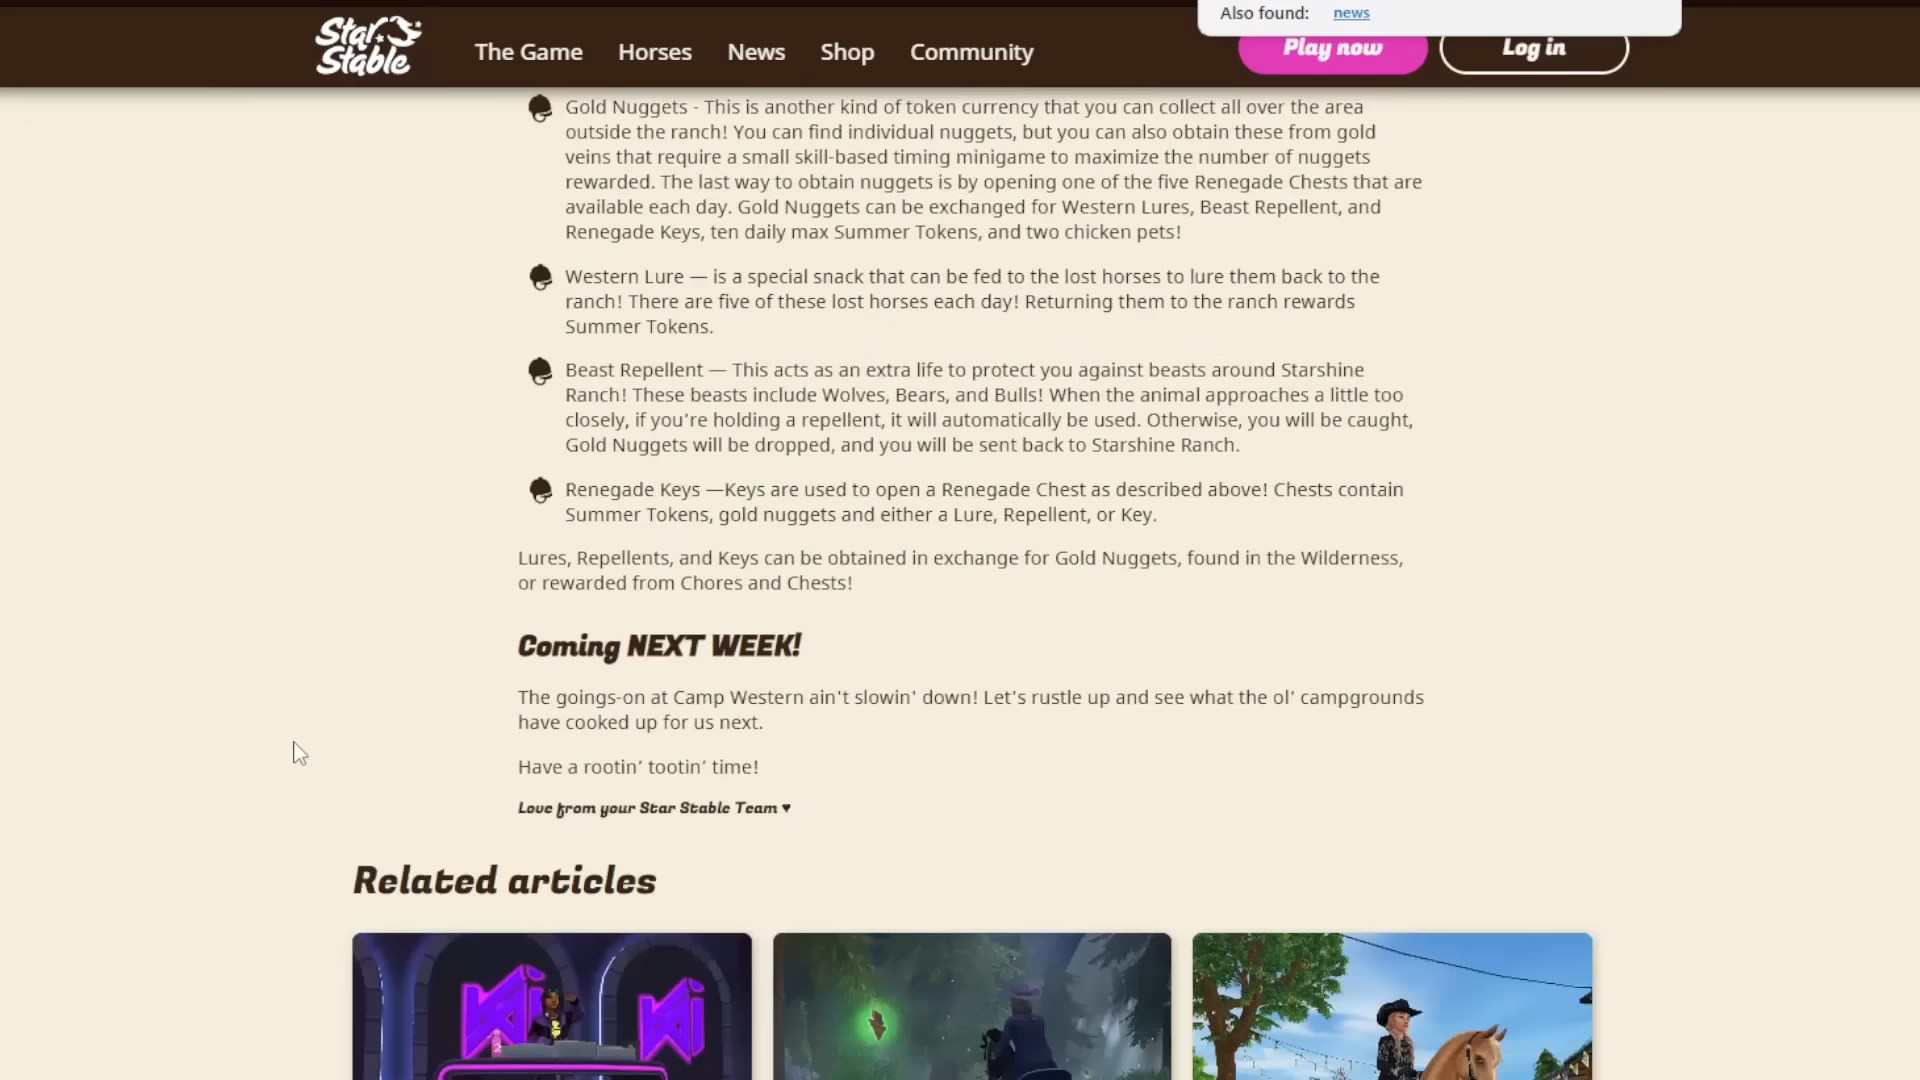 Also found: news
Star Stable
The Game Horses News Shop Community Play now Log in
Gold Nuggets - This is another kind of token currency that you can collect all over the area
outside the ranch! You can find individual nuggets, but you can also obtain these from gold
veins that require a small skill-based timing minigame to maximize the number of nuggets
rewarded. The last way to obtain nuggets is by opening one of the five Renegade Chests that are
available each day. Gold Nuggets can be exchanged for Western Lures, Beast Repellent, and
Renegade Keys, ten daily max Summer Tokens, and two chicken pets!
Western Lure — is a special snack that can be fed to the lost horses to lure them back to the
ranch! There are five of these lost horses each day! Returning them to the ranch rewards
Summer Tokens.
Beast Repellent — This acts as an extra life to protect you against beasts around Starshine
Ranch! These beasts include Wolves, Bears, and Bulls! When the animal approaches a little too
closely, if you’re holding a repellent, it will automatically be used. Otherwise, you will be caught,
Gold Nuggets will be dropped, and you will be sent back to Starshine Ranch.
Renegade Keys —Keys are used to open a Renegade Chest as described above! Chests contain
Summer Tokens, gold nuggets and either a Lure, Repellent, or Key.
Lures, Repellents, and Keys can be obtained in exchange for Gold Nuggets, found in the Wilderness,
or rewarded from Chores and Chests!
Coming NEXT WEEK!
The goings-on at Camp Western ain't slowin' down! Let's rustle up and see what the ol' campgrounds
have cooked up for us next.
Have a rootin’ tootin’ time!
Love from your Star Stable Team ♥
Related articles